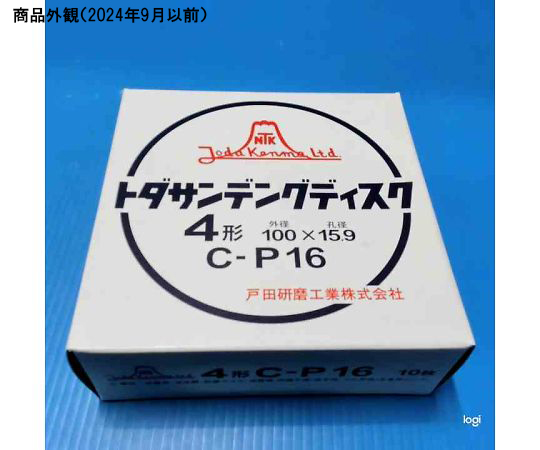 商品外観(2024年9月以前)
NTK
Toda Kenma Ltd.
トダサンデングディスク
4形 外径 100×孔径 15.9
C-P16
戸田研磨工業株式会社
4形 C-P16 10枚
logi